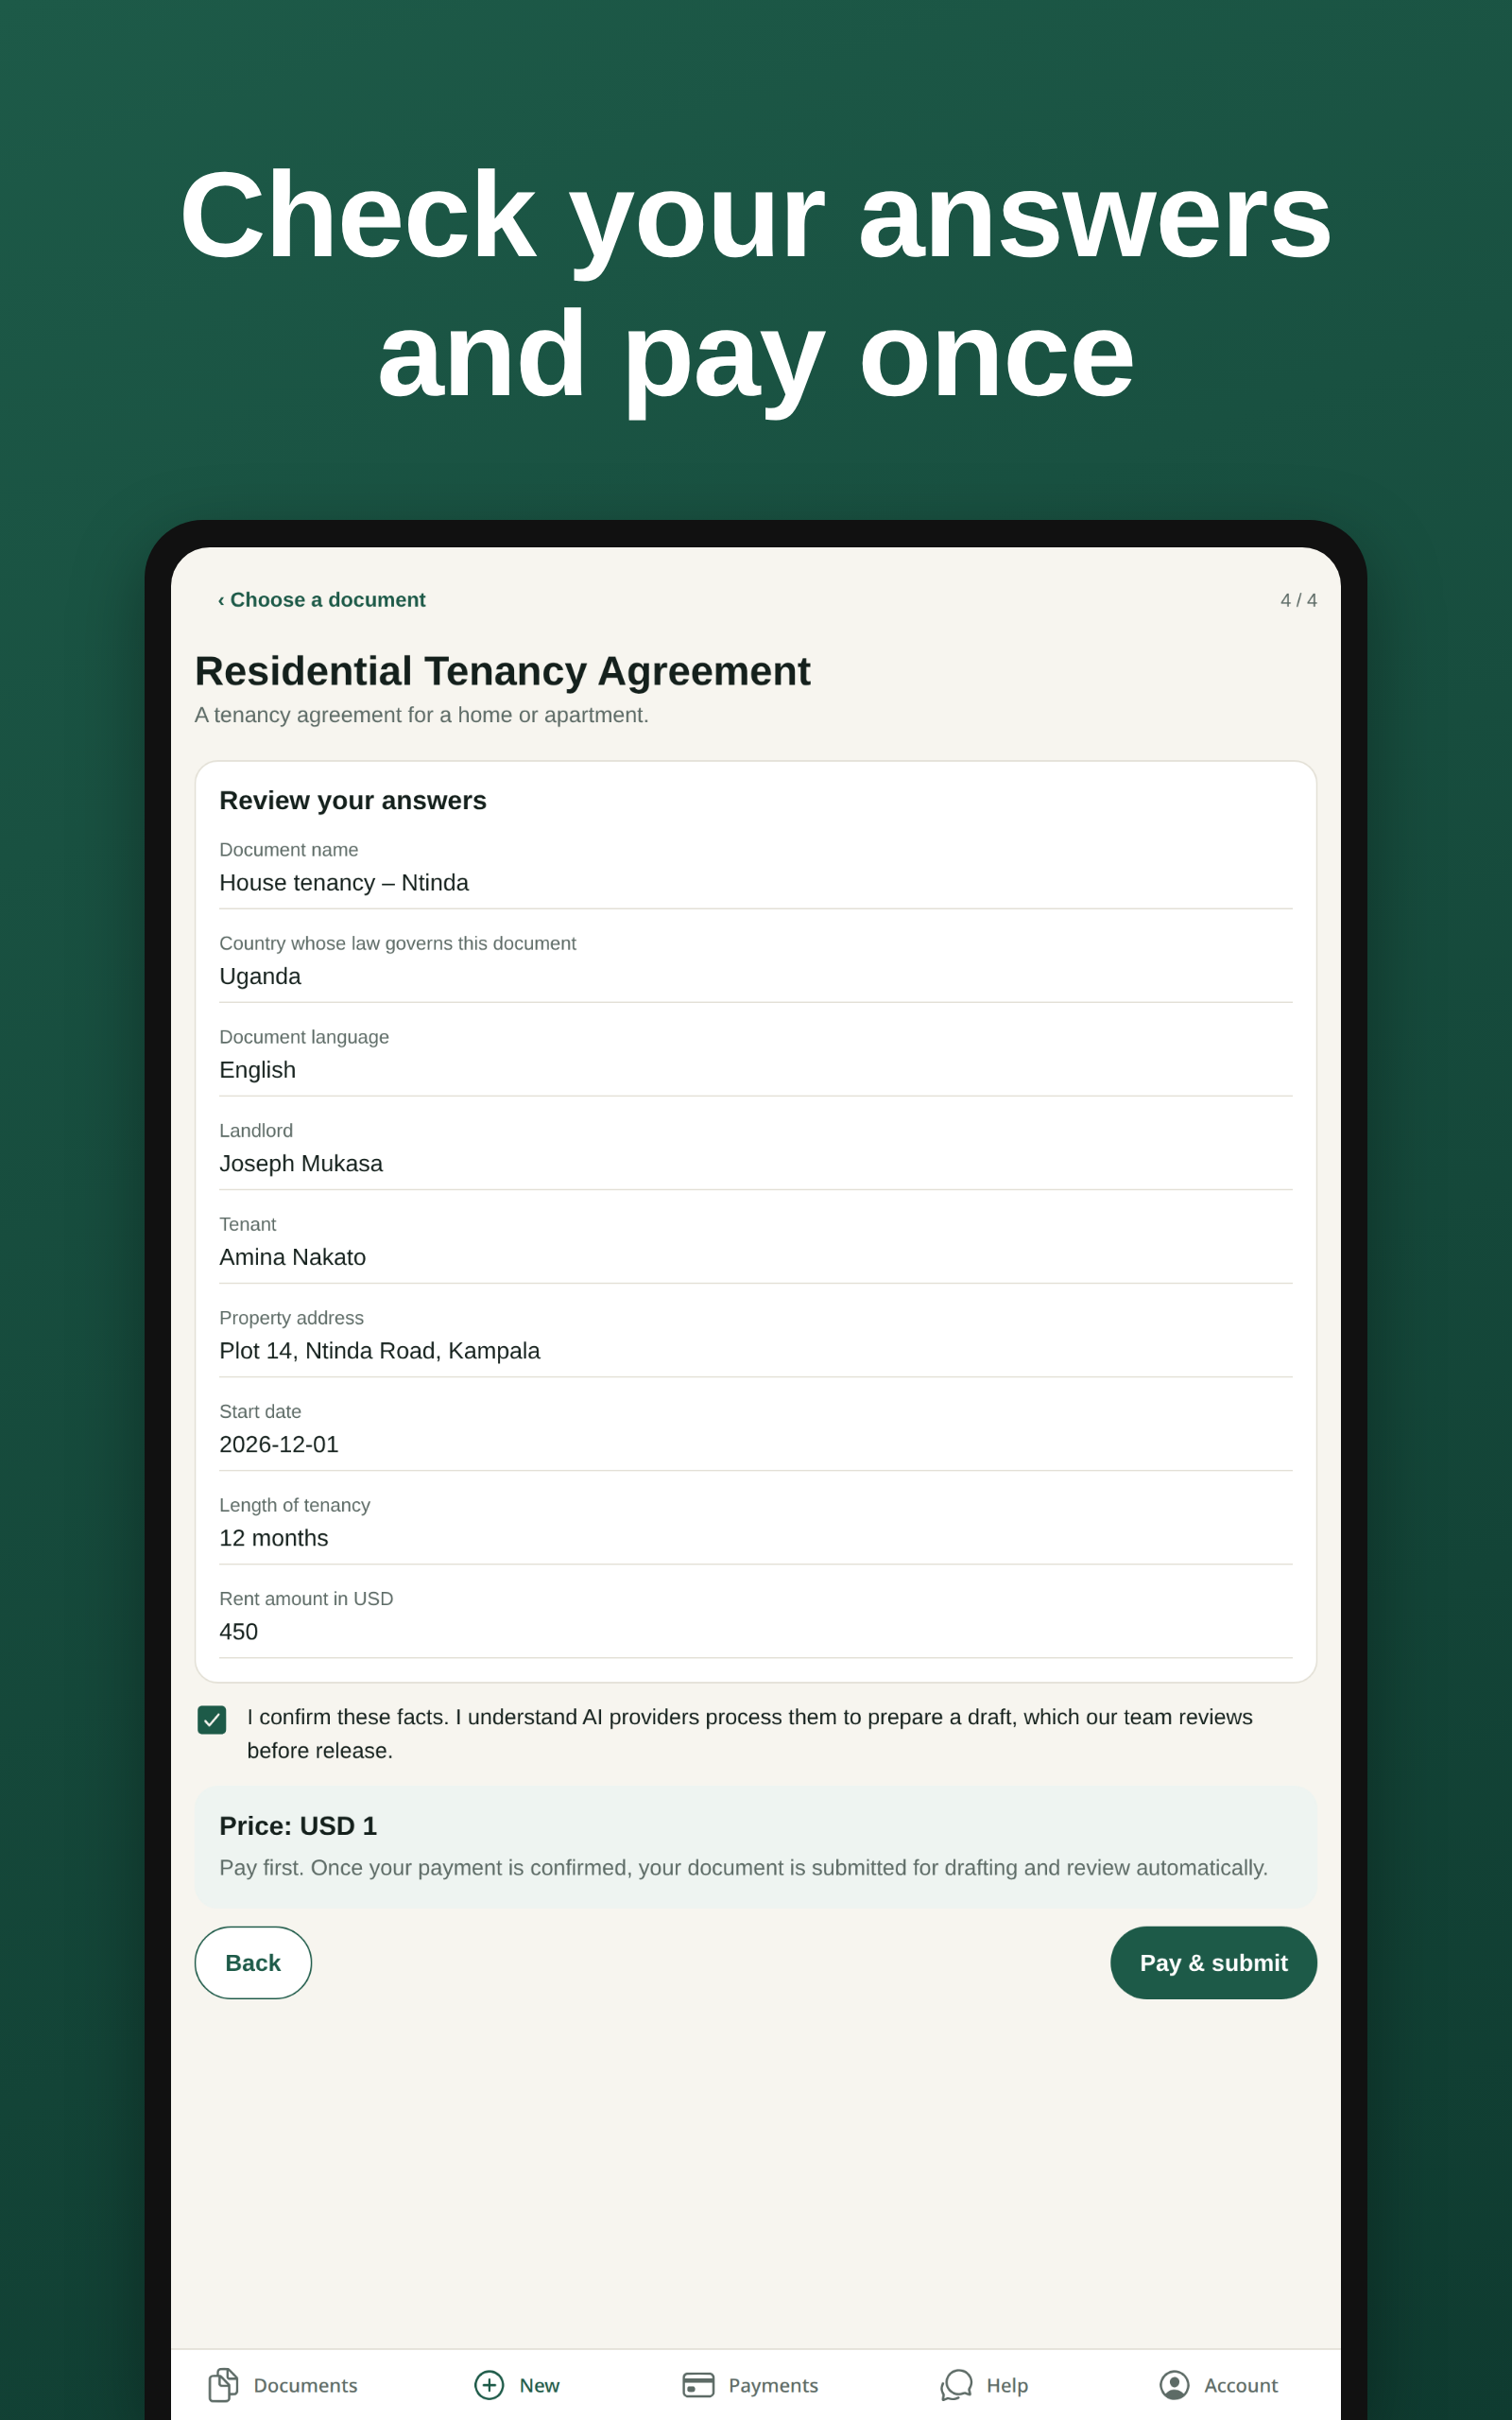 Check your answers
and pay once
‹ Choose a document
4 / 4
Residential Tenancy Agreement
A tenancy agreement for a home or apartment.
Review your answers
Document name
House tenancy – Ntinda
Country whose law governs this document
Uganda
Document language
English
Landlord
Joseph Mukasa
Tenant
Amina Nakato
Property address
Plot 14, Ntinda Road, Kampala
Start date
2026-12-01
Length of tenancy
12 months
Rent amount in USD
450
I confirm these facts. I understand AI providers process them to prepare a draft, which our team reviews
before release.
Price: USD 1
Pay first. Once your payment is confirmed, your document is submitted for drafting and review automatically.
Back
Pay & submit
Documents
New
Payments
Help
Account